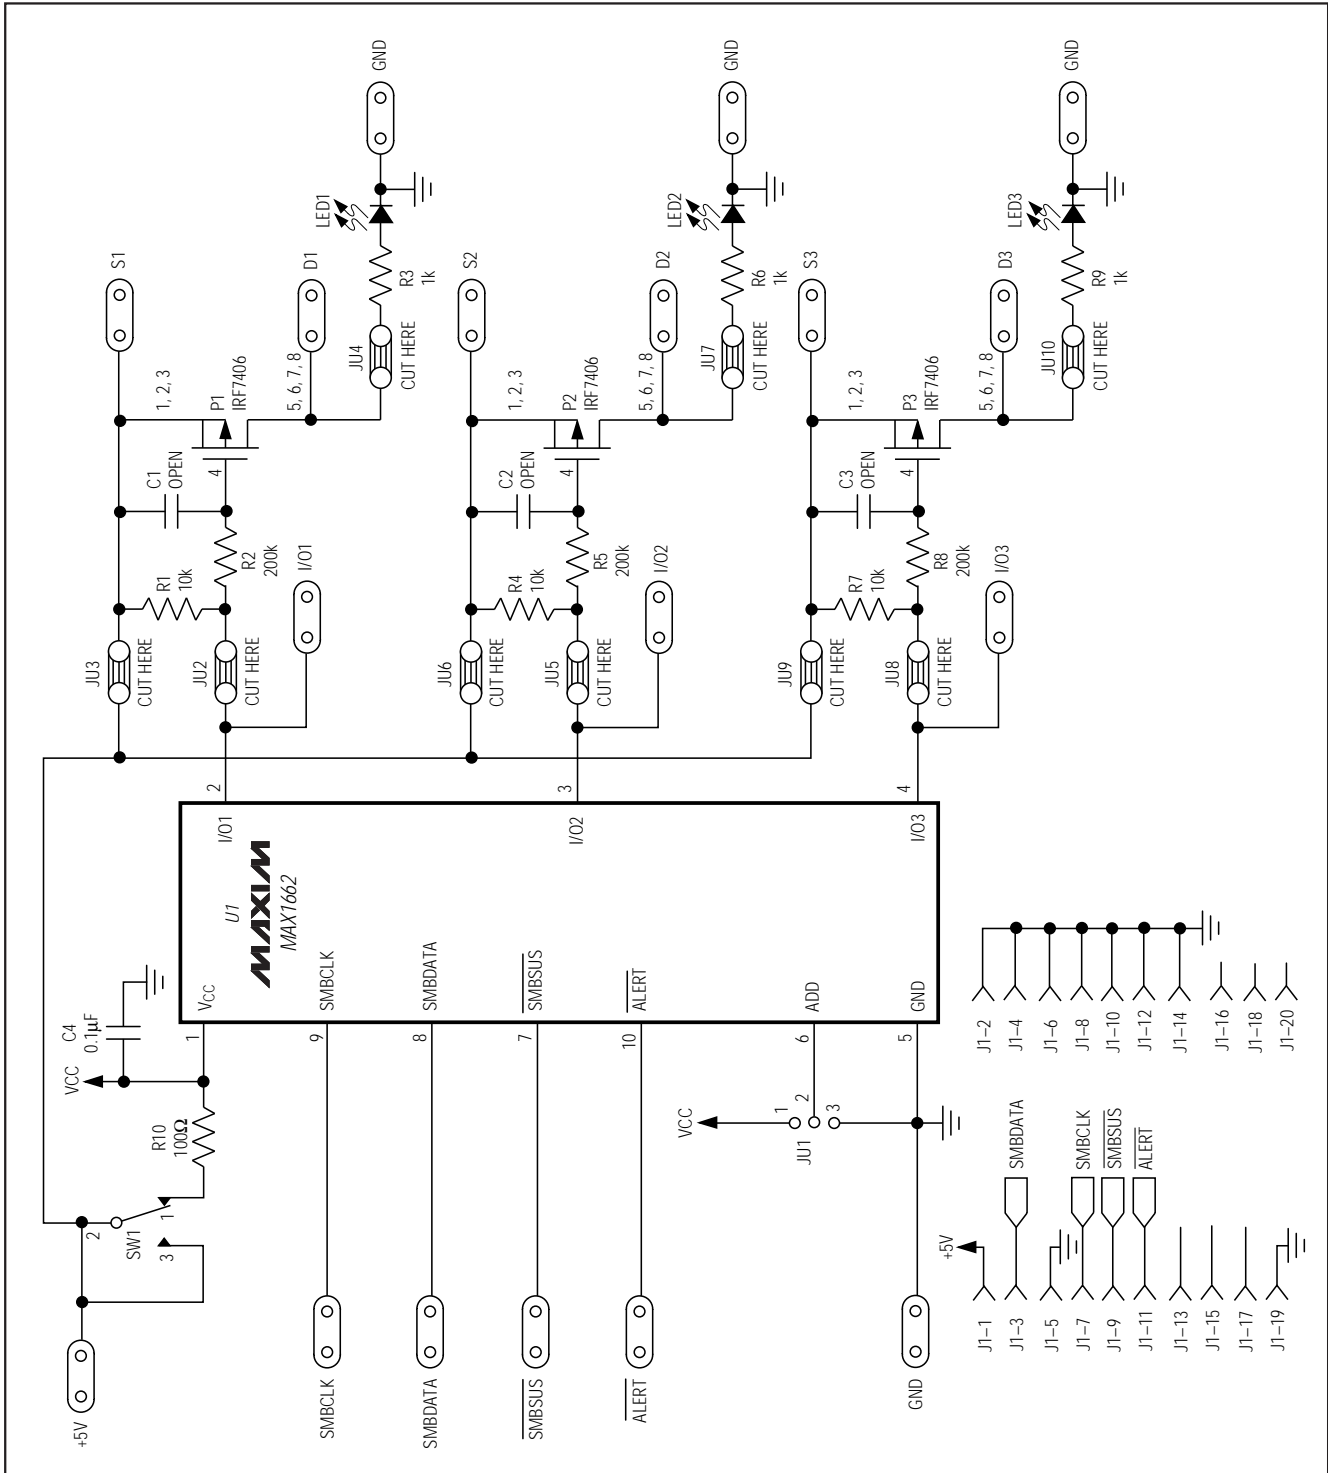 +5V
SW1
2
1
3
R10
100Ω
VCC
C4
0.1μF
SMBCLK
SMBDATA
SMBSUS
ALERT
GND
1
9
8
7
10
6
5
VCC
JU1
1
2
3
U1
MAXIM
MAX1662
VCC
SMBCLK
SMBDATA
SMBSUS
ALERT
ADD
GND
I/O1
I/O2
I/O3
2
3
4
JU3
CUT HERE
JU2
CUT HERE
R1
10k
R2
200k
I/O1
C1
OPEN
4
P1
IRF7406
1, 2, 3
5, 6, 7, 8
S1
D1
JU4
CUT HERE
R3
1k
LED1
GND
JU6
CUT HERE
JU5
CUT HERE
R4
10k
R5
200k
I/O2
C2
OPEN
4
P2
IRF7406
1, 2, 3
5, 6, 7, 8
S2
D2
JU7
CUT HERE
R6
1k
LED2
GND
JU9
CUT HERE
JU8
CUT HERE
R7
10k
R8
200k
I/O3
C3
OPEN
4
P3
IRF7406
1, 2, 3
5, 6, 7, 8
S3
D3
JU10
CUT HERE
R9
1k
LED3
GND
J1–1
+5V
J1–3
SMBDATA
J1–5
J1–7
SMBCLK
J1–9
SMBSUS
J1–11
ALERT
J1–13
J1–15
J1–17
J1–19
J1–2
J1–4
J1–6
J1–8
J1–10
J1–12
J1–14
J1–16
J1–18
J1–20